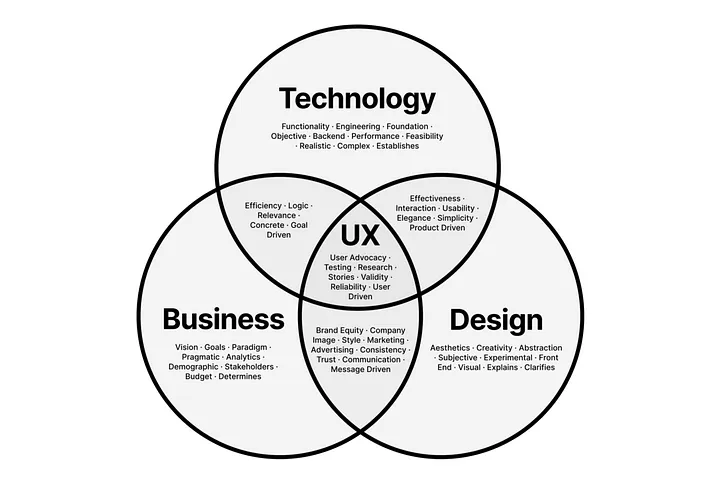 Technology
Functionality · Engineering · Foundation ·
Objective · Backend · Performance · Feasibility
· Realistic · Complex · Establishes
Efficiency · Logic ·
Relevance ·
Concrete · Goal
Driven
Effectiveness ·
Interaction · Usability ·
Elegance · Simplicity ·
Product Driven
UX
User Advocacy ·
Testing · Research ·
Stories · Validity ·
Reliability · User
Driven
Business
Vision · Goals · Paradigm ·
Pragmatic · Analytics ·
Demographic · Stakeholders ·
Budget · Determines
Brand Equity · Company
Image · Style · Marketing ·
Advertising · Consistency ·
Trust · Communication ·
Message Driven
Design
Aesthetics · Creativity · Abstraction
· Subjective · Experimental · Front
End · Visual · Explains · Clarifies